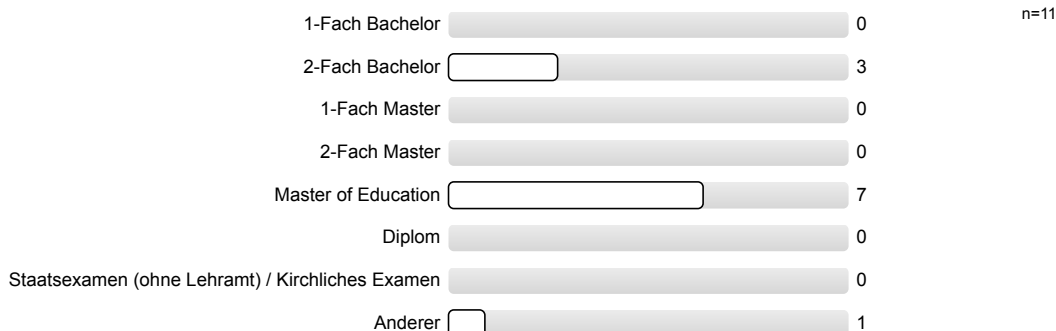 1-Fach Bachelor 0 n=11
2-Fach Bachelor 3
1-Fach Master 0
2-Fach Master 0
Master of Education 7
Diplom 0
Staatsexamen (ohne Lehramt) / Kirchliches Examen 0
Anderer 1